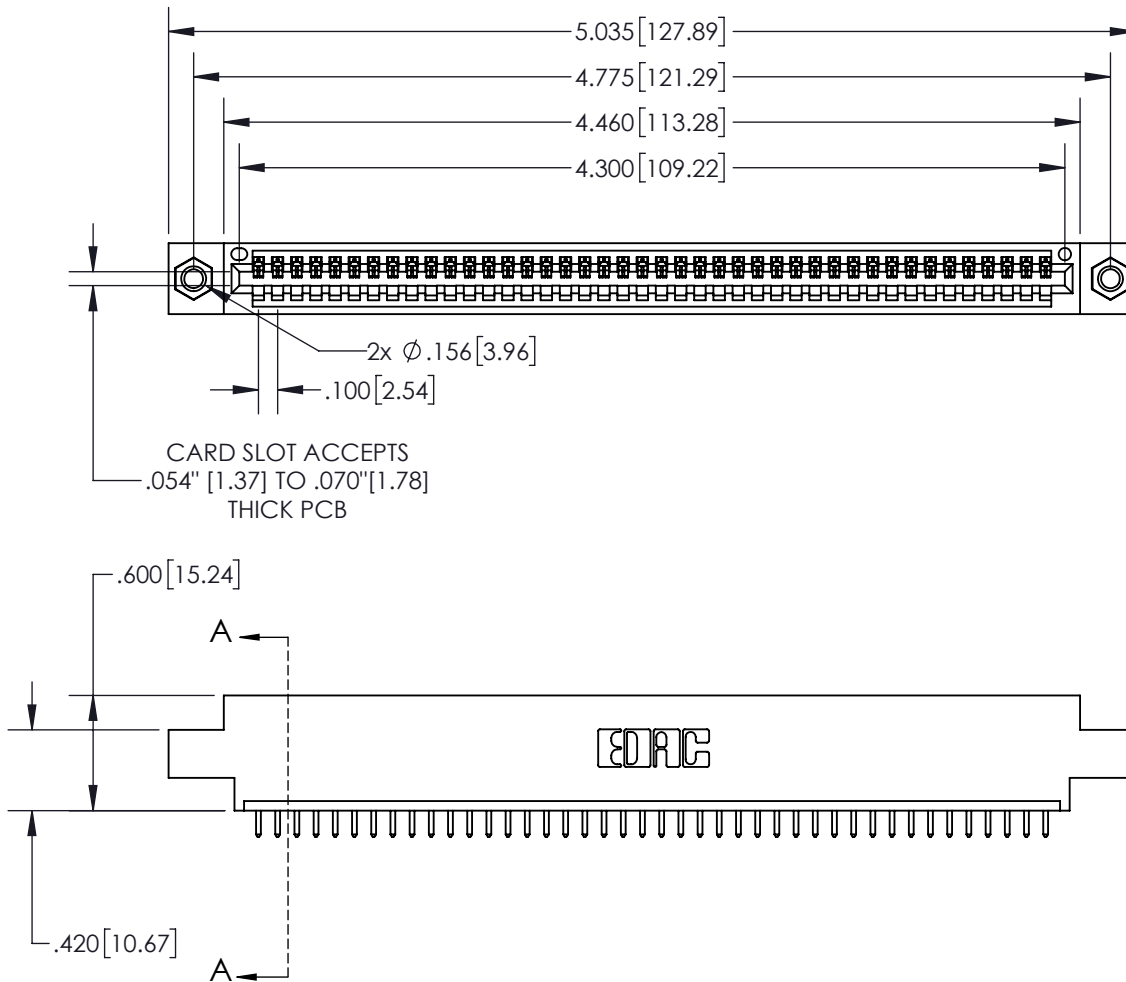 5.035[127.89]
4.775[121.29]
4.460[113.28]
4.300[109.22]
2x Ø.156[3.96]
.100[2.54]
CARD SLOT ACCEPTS
.054" [1.37] TO .070"[1.78]
THICK PCB
.600[15.24]
A
EDAC
.420[10.67]
A